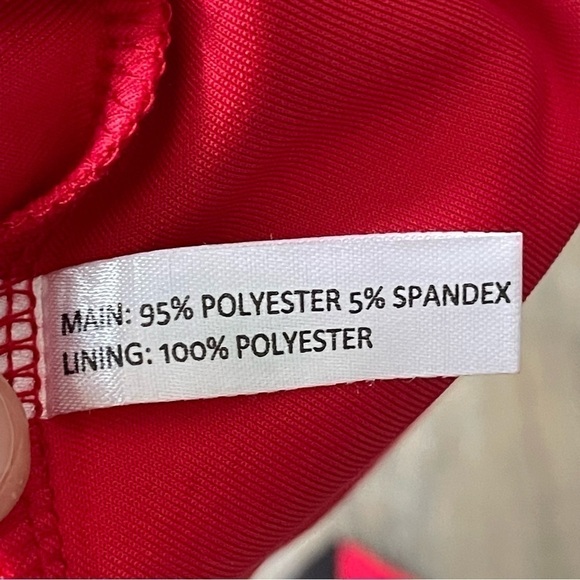 MAIN: 95% POLYESTER 5% SPANDEX
LINING: 100% POLYESTER